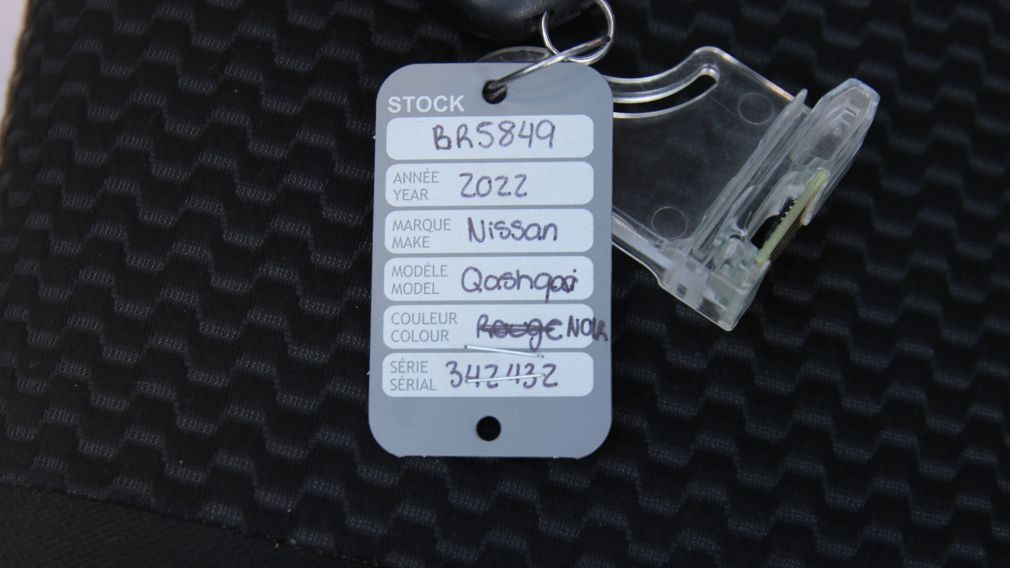 STOCK
BR5849
ANNÉE
YEAR 2022
MARQUE
MAKE Nissan
MODÈLE
MODEL Qashqai
COULEUR
COLOUR Rouge NOIR
SÉRIE
SÉRIAL 342432